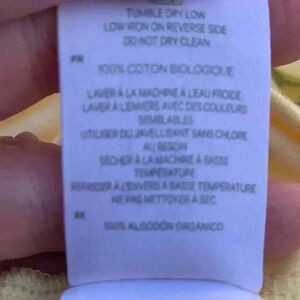 NEEDED
TUMBLE DRY LOW
LOW IRON ON REVERSE SIDE
DO NOT DRY CLEAN
FR
100% COTON BIOLOGIQUE
LAVER À LA MACHINE À L'EAU FROIDE.
LAVER À L'ENVERS AVEC DES COULEURS
SEMBLABLES
UTILISER DU JAVELLISANT SANS CHLORE
AU BESOIN
SÉCHER À LA MACHINE À BASSE
TEMPÉRATURE
REPASSER À L'ENVERS À BASSE TEMPÉRATURE
NE PAS NETTOYER À SEC
ES
100% ALGODÓN ORGÁNICO